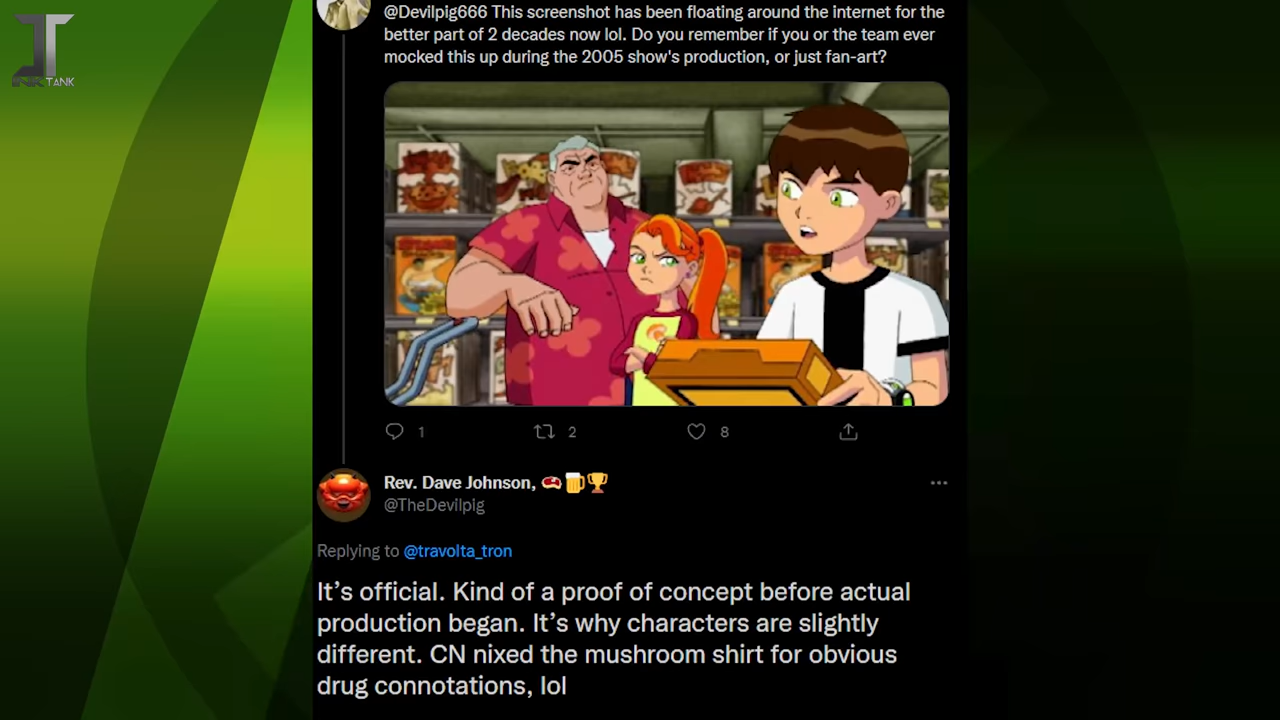 INK TANK
@Devilpig666 This screenshot has been floating around the internet for the
better part of 2 decades now lol. Do you remember if you or the team ever
mocked this up during the 2005 show's production, or just fan-art?
1
2
8
Rev. Dave Johnson,
@TheDevilpig
Replying to @travolta_tron
It’s official. Kind of a proof of concept before actual
production began. It’s why characters are slightly
different. CN nixed the mushroom shirt for obvious
drug connotations, lol